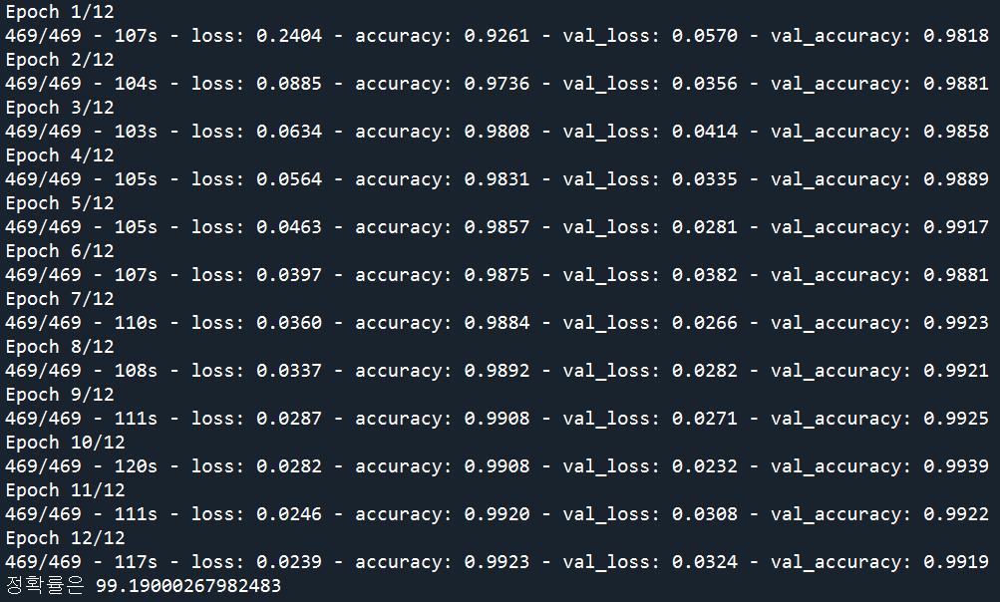 Epoch 1/12
469/469 - 107s - loss: 0.2404 - accuracy: 0.9261 - val_loss: 0.0570 - val_accuracy: 0.9818
Epoch 2/12
469/469 - 104s - loss: 0.0885 - accuracy: 0.9736 - val_loss: 0.0356 - val_accuracy: 0.9881
Epoch 3/12
469/469 - 103s - loss: 0.0634 - accuracy: 0.9808 - val_loss: 0.0414 - val_accuracy: 0.9858
Epoch 4/12
469/469 - 105s - loss: 0.0564 - accuracy: 0.9831 - val_loss: 0.0335 - val_accuracy: 0.9889
Epoch 5/12
469/469 - 105s - loss: 0.0463 - accuracy: 0.9857 - val_loss: 0.0281 - val_accuracy: 0.9917
Epoch 6/12
469/469 - 107s - loss: 0.0397 - accuracy: 0.9875 - val_loss: 0.0382 - val_accuracy: 0.9881
Epoch 7/12
469/469 - 110s - loss: 0.0360 - accuracy: 0.9884 - val_loss: 0.0266 - val_accuracy: 0.9923
Epoch 8/12
469/469 - 108s - loss: 0.0337 - accuracy: 0.9892 - val_loss: 0.0282 - val_accuracy: 0.9921
Epoch 9/12
469/469 - 111s - loss: 0.0287 - accuracy: 0.9908 - val_loss: 0.0271 - val_accuracy: 0.9925
Epoch 10/12
469/469 - 120s - loss: 0.0282 - accuracy: 0.9908 - val_loss: 0.0232 - val_accuracy: 0.9939
Epoch 11/12
469/469 - 111s - loss: 0.0246 - accuracy: 0.9920 - val_loss: 0.0308 - val_accuracy: 0.9922
Epoch 12/12
469/469 - 117s - loss: 0.0239 - accuracy: 0.9923 - val_loss: 0.0324 - val_accuracy: 0.9919
정확률은 99.19000267982483